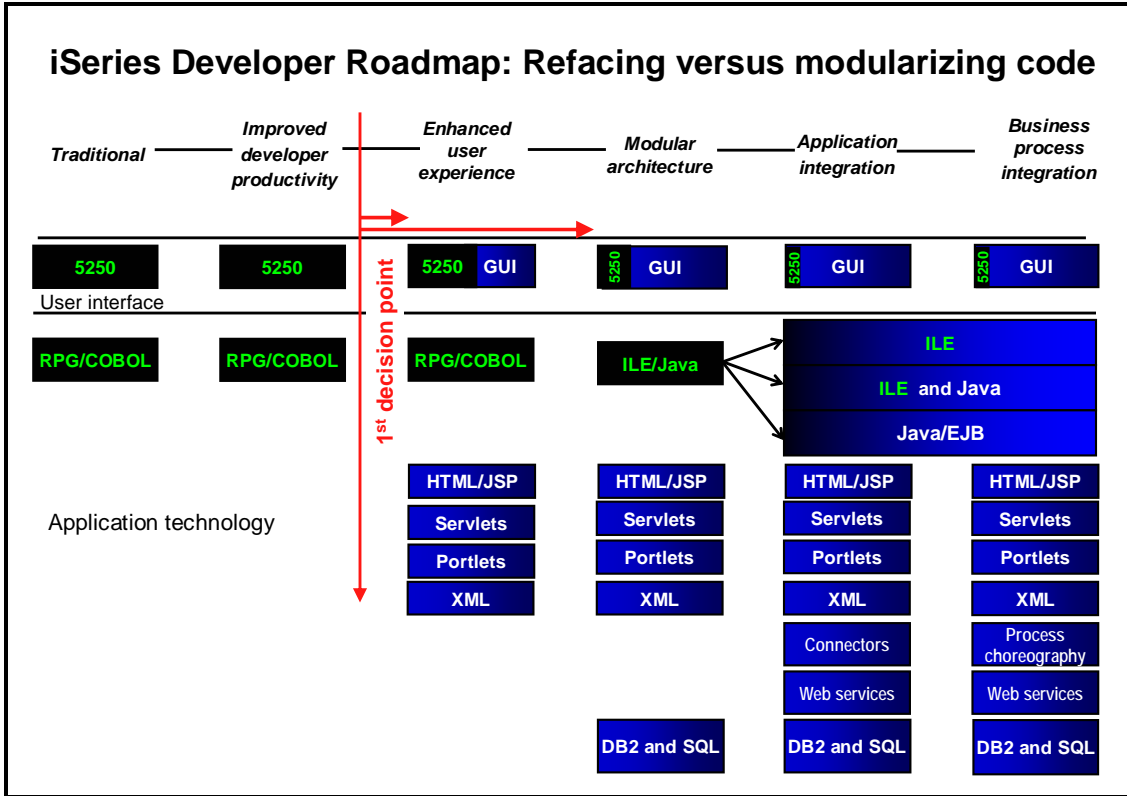 iSeries Developer Roadmap: Refacing versus modularizing code
Traditional
Improved
developer
productivity
Enhanced
user
experience
Modular
architecture
Application
integration
Business
process
integration
5250
5250
5250 GUI
5250 GUI
5250 GUI
5250 GUI
User interface
1st decision point
RPG/COBOL
RPG/COBOL
RPG/COBOL
ILE/Java
ILE
ILE and Java
Java/EJB
Application technology
HTML/JSP
HTML/JSP
HTML/JSP
HTML/JSP
Servlets
Servlets
Servlets
Servlets
Portlets
Portlets
Portlets
Portlets
XML
XML
XML
XML
Connectors
Process
choreography
Web services
Web services
DB2 and SQL
DB2 and SQL
DB2 and SQL